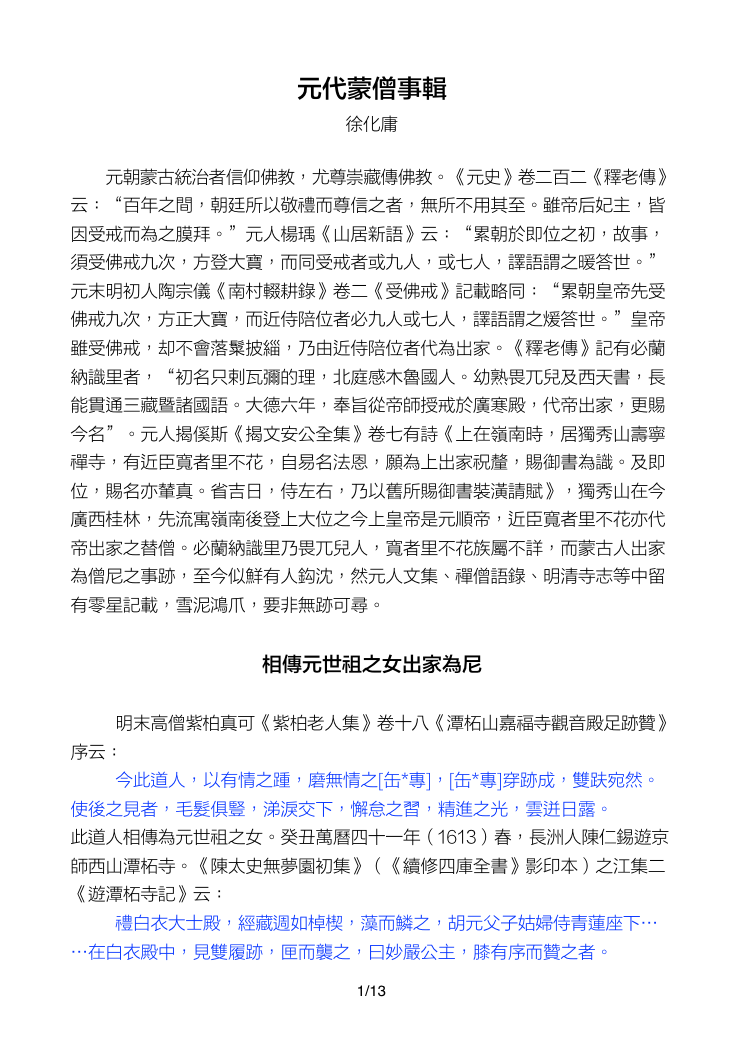 元代蒙僧事輯
徐化庸
元朝蒙古統治者信仰佛教，尤尊崇藏傳佛教。《元史》卷二百二《釋老傳》
云：“百年之間，朝廷所以敬禮而尊信之者，無所不用其至。雖帝后妃主，皆
因受戒而為之膜拜。”元人楊瑀《山居新語》云：“累朝於即位之初，故事，
須受佛戒九次，方登大寶，而同受戒者或九人，或七人，譯語謂之暖答世。”
元末明初人陶宗儀《南村輟耕錄》卷二《受佛戒》記載略同：“累朝皇帝先受
佛戒九次，方正大寶，而近侍陪位者必九人或七人，譯語謂之煖答世。”皇帝
雖受佛戒，却不會落鬘披緇，乃由近侍陪位者代為出家。《釋老傳》記有必蘭
納識里者，“初名只剌瓦彌的理，北庭感木魯國人。幼熟畏兀兒及西天書，長
能貫通三藏暨諸國語。大德六年，奉旨從帝師授戒於廣寒殿，代帝出家，更賜
今名”。元人揭傒斯《揭文安公全集》卷七有詩《上在嶺南時，居獨秀山壽寧
禪寺，有近臣寬者里不花，自易名法恩，願為上出家祝釐，賜御書為識。及即
位，賜名亦輦真。省吉日，侍左右，乃以舊所賜御書裝潢請賦》，獨秀山在今
廣西桂林，先流寓嶺南後登上大位之今上皇帝是元順帝，近臣寬者里不花亦代
帝出家之替僧。必蘭納識里乃畏兀兒人，寬者里不花族屬不詳，而蒙古人出家
為僧尼之事跡，至今似鮮有人鈎沈，然元人文集、禪僧語錄、明清寺志等中留
有零星記載，雪泥鴻爪，要非無跡可尋。
相傳元世祖之女出家為尼
明末高僧紫柏真可《紫柏老人集》卷十八《潭柘山嘉福寺觀音殿足跡贊》
序云：
今此道人，以有情之踵，磨無情之[缶*專]，[缶*專]穿跡成，雙趺宛然。
使後之見者，毛髮俱豎，涕淚交下，懈怠之習，精進之光，雲迸日露。
此道人相傳為元世祖之女。癸丑萬曆四十一年（1613）春，長洲人陳仁錫遊京
師西山潭柘寺。《陳太史無夢園初集》（《續修四庫全書》影印本）之江集二
《遊潭柘寺記》云：
禮白衣大士殿，經藏週如棹楔，藻而鱗之，胡元父子姑婦侍青蓮座下…
…在白衣殿中，見雙履跡，匣而襲之，曰妙嚴公主，膝有序而贊之者。
1/13